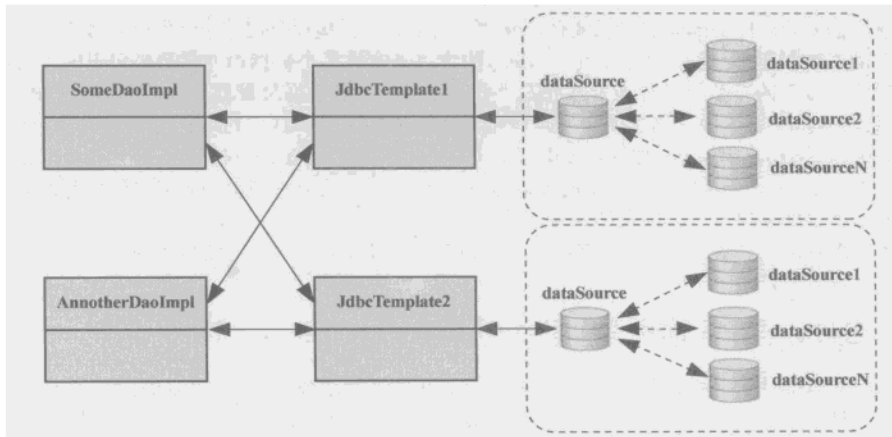 SomeDaoImpl
JdbcTemplate1
dataSource
dataSource1
dataSource2
dataSourceN
AnnotherDaoImpl
JdbcTemplate2
dataSource
dataSource1
dataSource2
dataSourceN